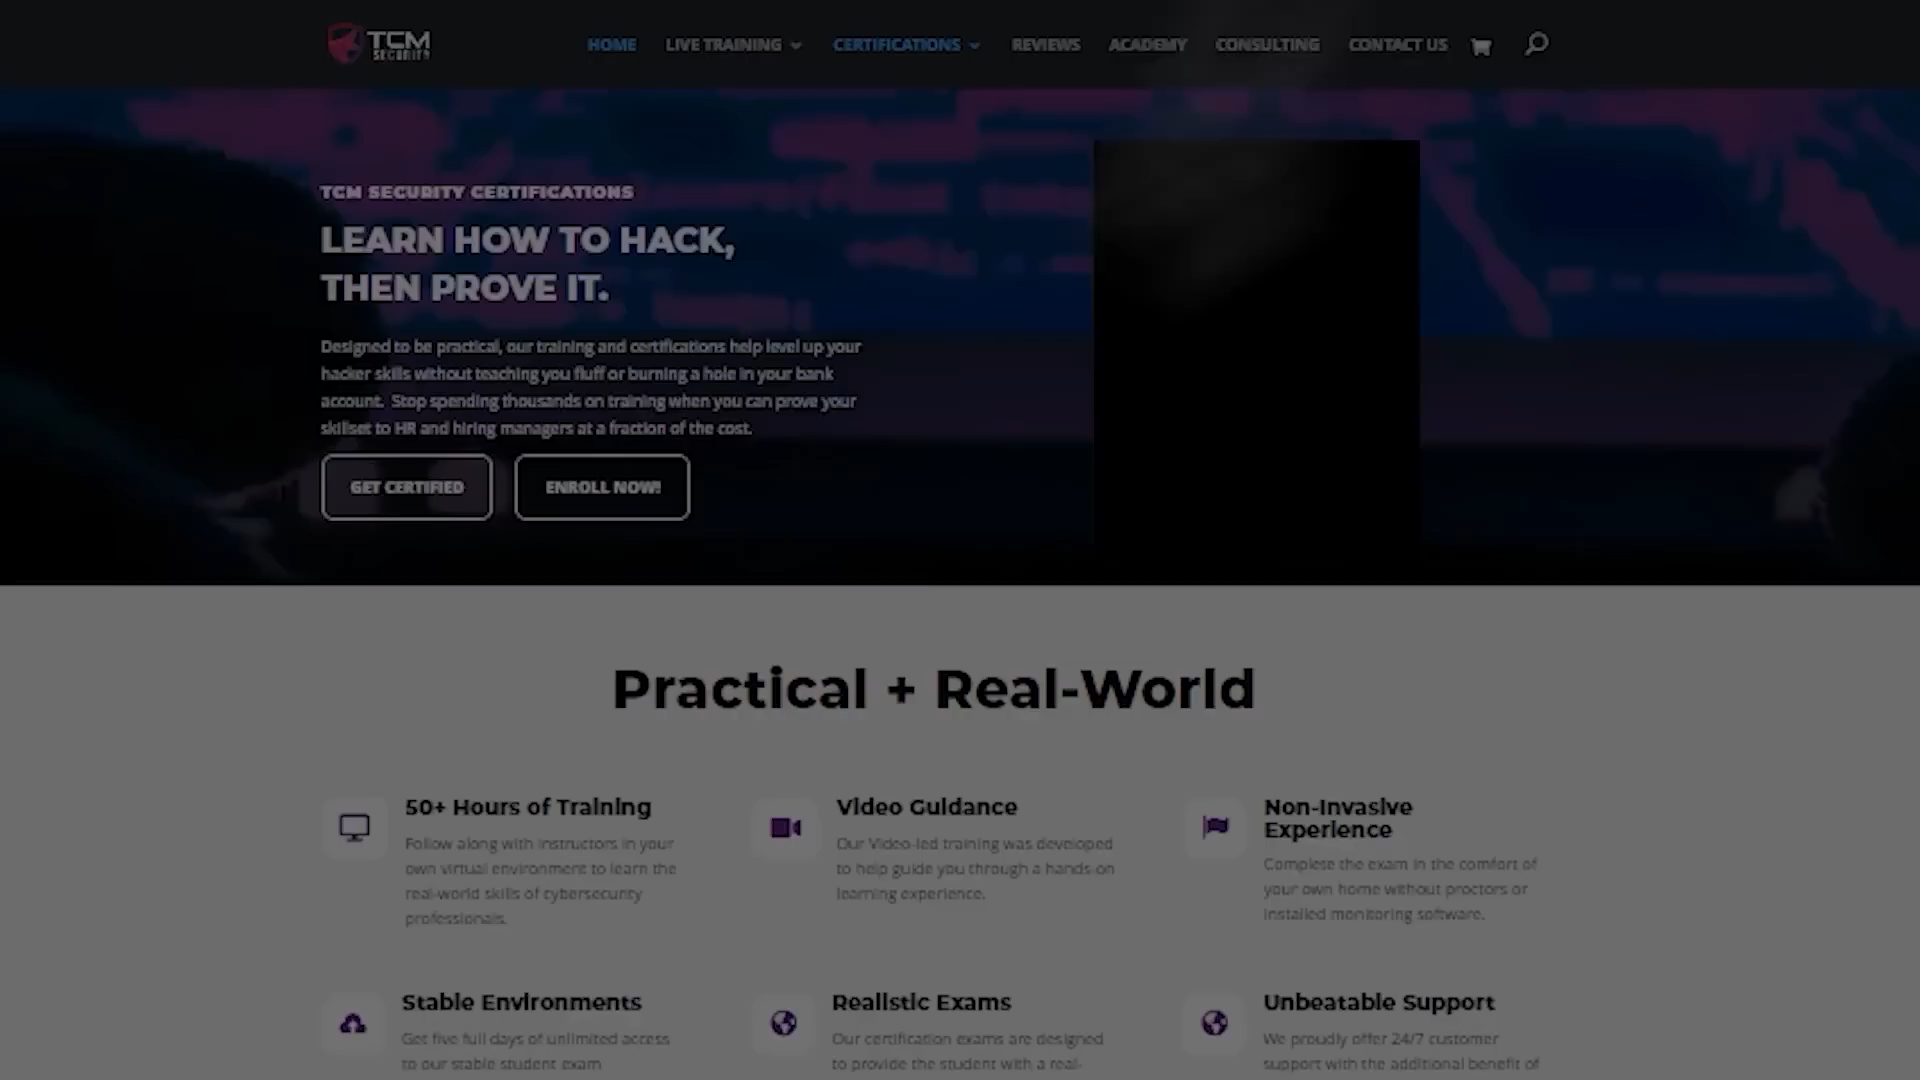 TCM
SECURITY
HOME
LIVE TRAINING
CERTIFICATIONS
REVIEWS
ACADEMY
CONSULTING
CONTACT US
TCM SECURITY CERTIFICATIONS
LEARN HOW TO HACK,
THEN PROVE IT.
Designed to be practical, our training and certifications help level up your
hacker skills without teaching you fluff or burning a hole in your bank
account. Stop spending thousands on training when you can prove your
skillset to HR and hiring managers at a fraction of the cost.
GET CERTIFIED
ENROLL NOW!
Practical + Real-World
50+ Hours of Training
Follow along with instructors in your
own virtual environment to learn the
real-world skills of cybersecurity
professionals.
Video Guidance
Our Video-led training was developed
to help guide you through a hands-on
learning experience.
Non-Invasive
Experience
Complete the exam in the comfort of
your own home without proctors or
installed monitoring software.
Stable Environments
Get five full days of unlimited access
to our stable student exam
Realistic Exams
Our certification exams are designed
to provide the student with a real-
Unbeatable Support
We proudly offer 24/7 customer
support with the additional benefit of